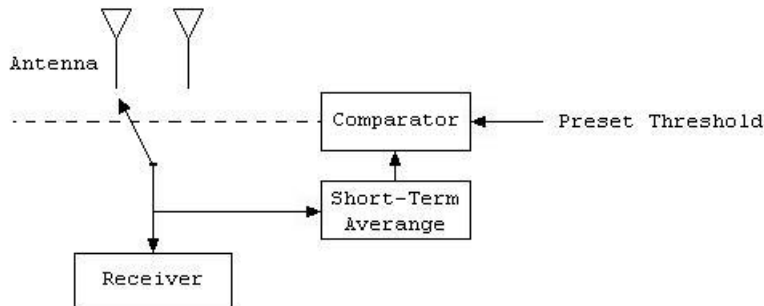 Antenna
Comparator
Preset Threshold
Short-Term
Averange
Receiver